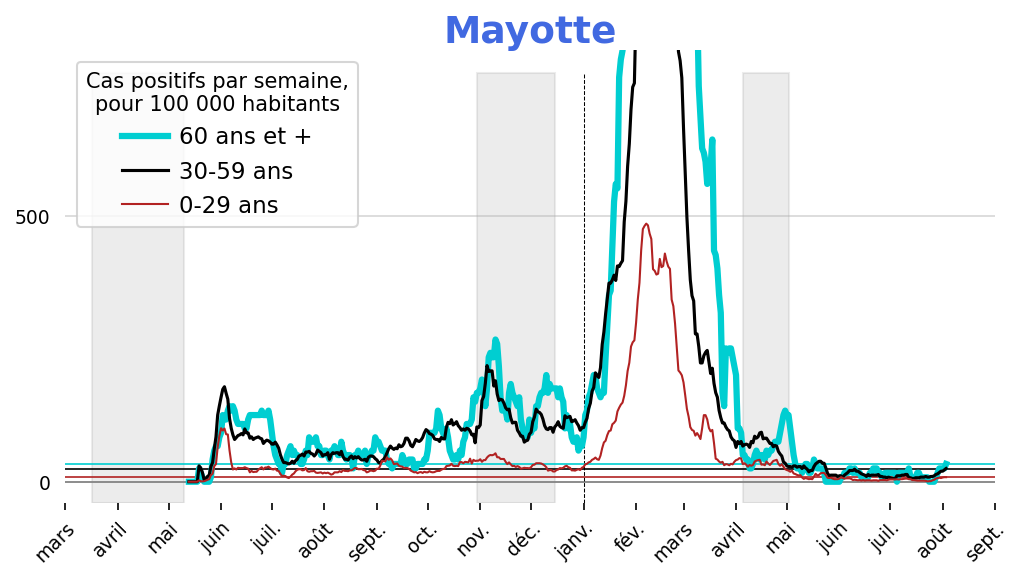 Mayotte
Cas positifs par semaine,
pour 100 000 habitants
60 ans et +
30-59 ans
0-29 ans
500
0
mars avril mai juin juil. août sept. oct. nov. déc. janv. fév. mars avril mai juin juil. août sept.